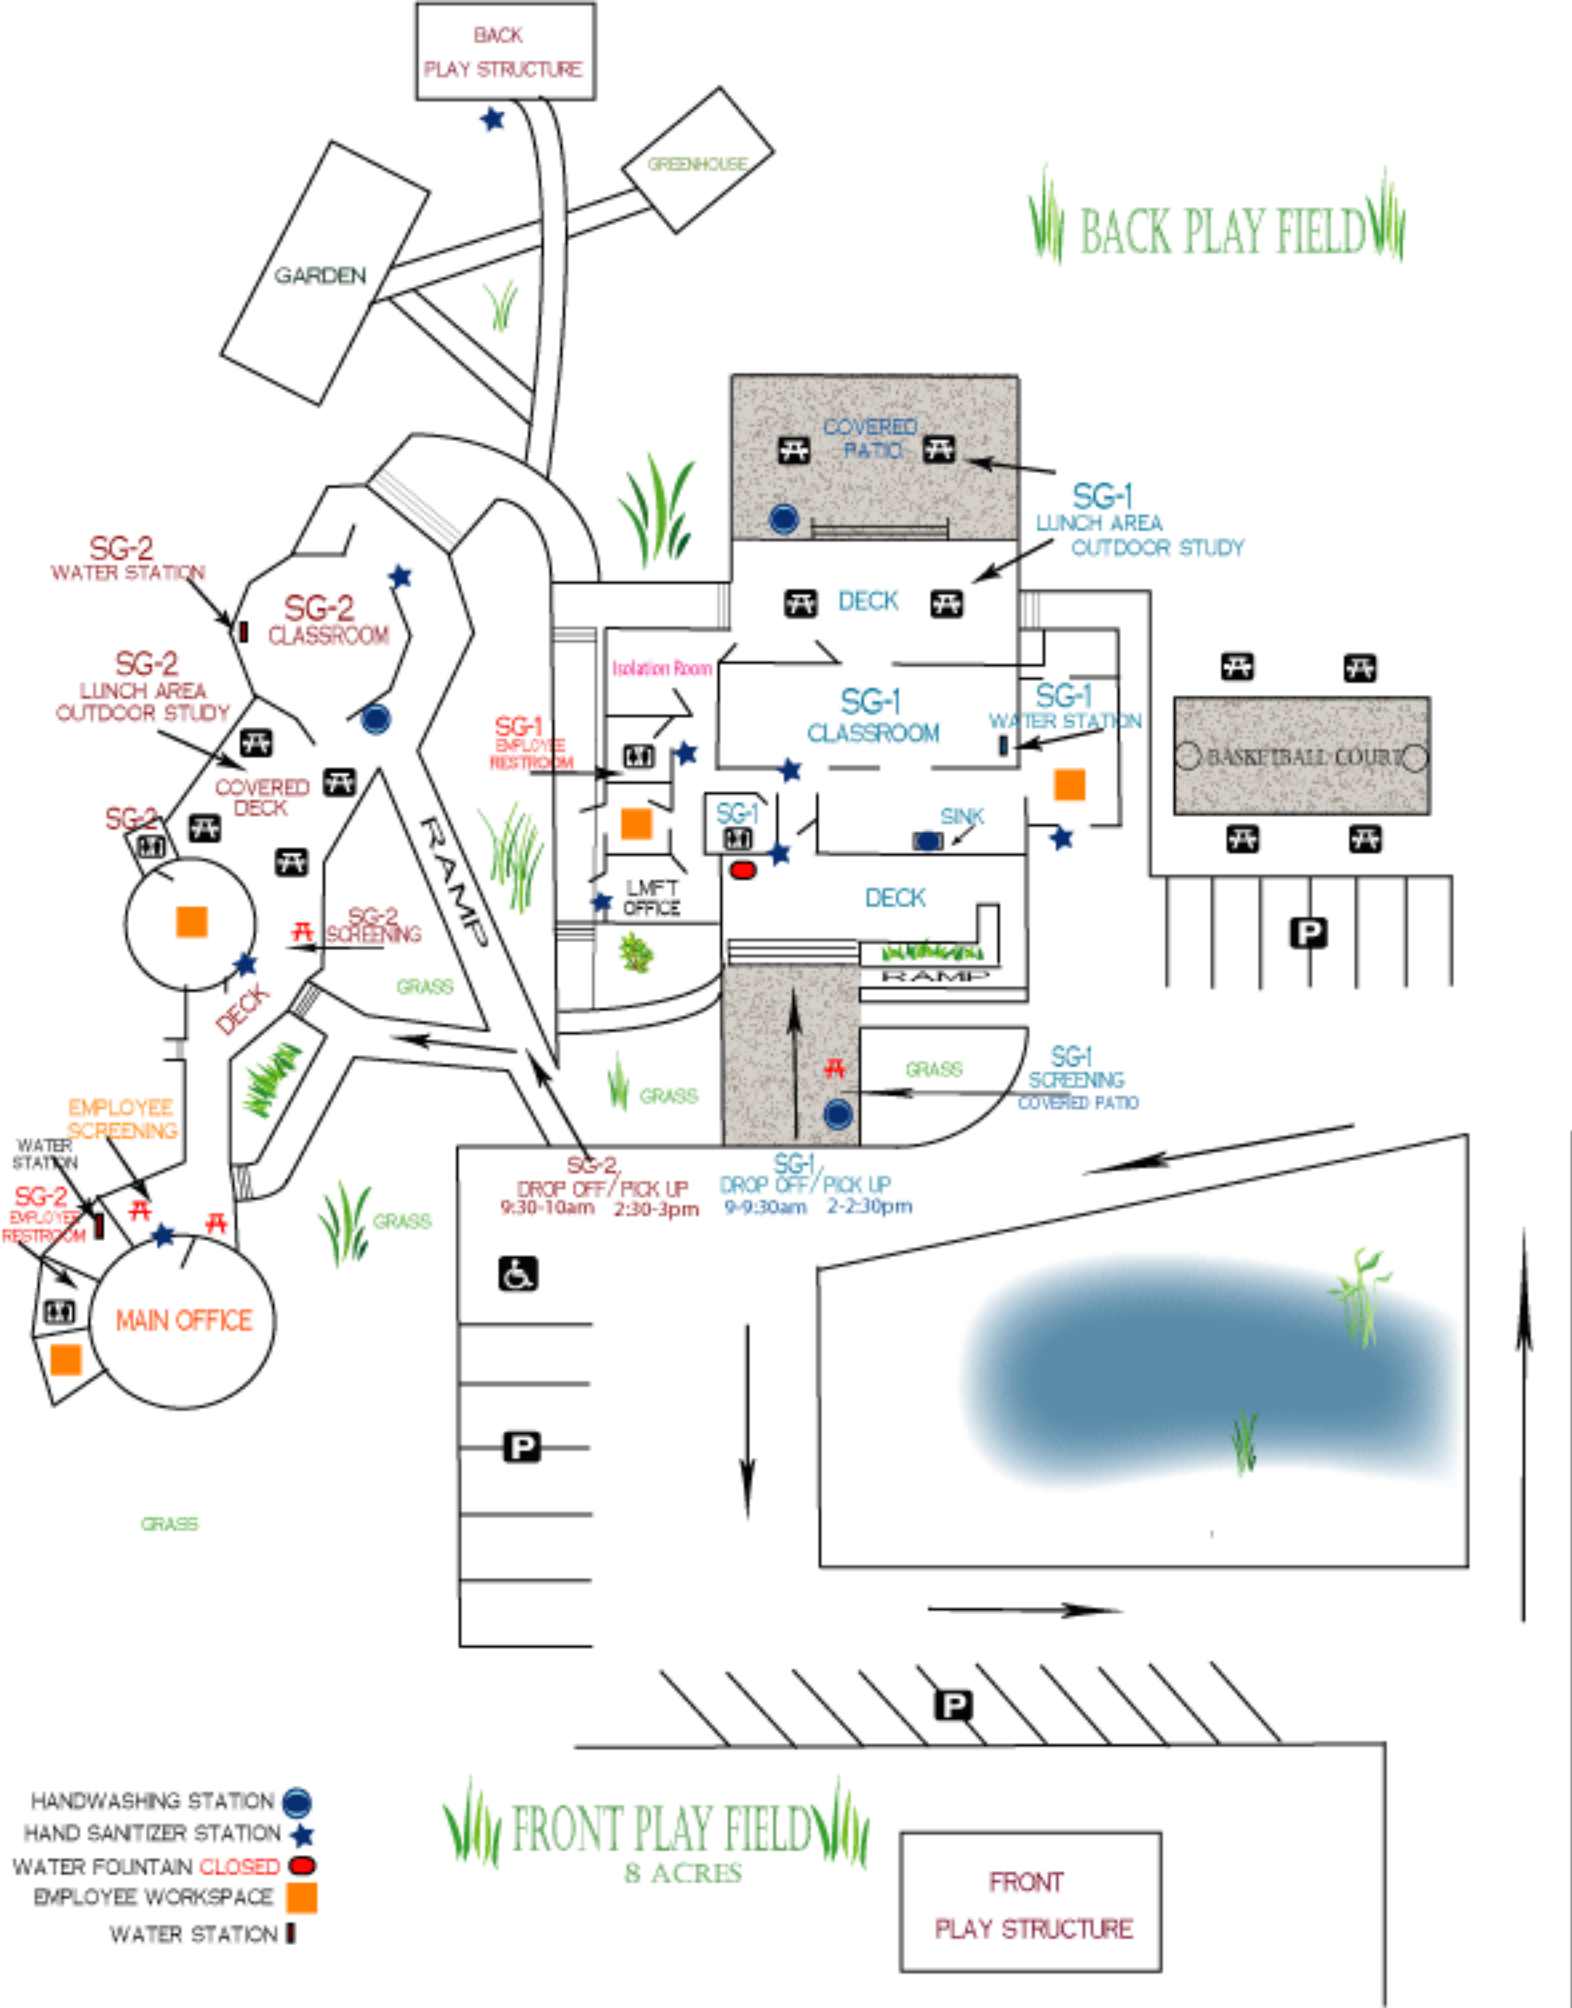 BACK
PLAY STRUCTURE
GREENHOUSE
GARDEN
BACK PLAY FIELD
COVERED
PATIO
SG-1
LUNCH AREA
OUTDOOR STUDY
DECK
SG-2
WATER STATION
SG-2
CLASSROOM
SG-2
LUNCH AREA
OUTDOOR STUDY
Isolation Room
SG-1
CLASSROOM
SG-1
WATER STATION
SG-1
EMPLOYEE
RESTROOM
BASKETBALL COURT
COVERED
DECK
SG-2
SG-1
SINK
RAMP
LMFT
OFFICE
DECK
SG-2
SCREENING
P
RAMP
GRASS
DECK
GRASS
GRASS
SG-1
SCREENING
COVERED PATIO
EMPLOYEE
SCREENING
WATER
STATION
SG-2
EMPLOYEE
RESTROOM
SG-2
DROP OFF/PICK UP
9:30-10am 2:30-3pm
SG-1
DROP OFF/PICK UP
9-9:30am 2-2:30pm
GRASS
MAIN OFFICE
P
GRASS
P
HANDWASHING STATION
HAND SANITIZER STATION
WATER FOUNTAIN CLOSED
EMPLOYEE WORKSPACE
WATER STATION
FRONT PLAY FIELD
8 ACRES
FRONT
PLAY STRUCTURE